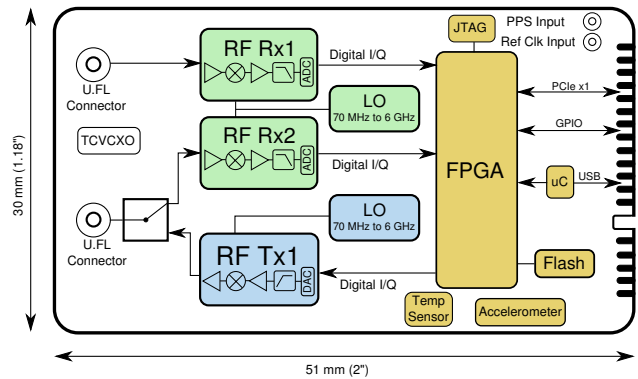 RF Rx1
ADC
Digital I/Q
JTAG
PPS Input
Ref Clk Input
U.FL
Connector
LO
70 MHz to 6 GHz
PCIe x1
TCVCXO
RF Rx2
ADC
Digital I/Q
GPIO
FPGA
uC
USB
30 mm (1.18")
LO
70 MHz to 6 GHz
U.FL
Connector
RF Tx1
DAC
Digital I/Q
Flash
Temp
Sensor
Accelerometer
51 mm (2")